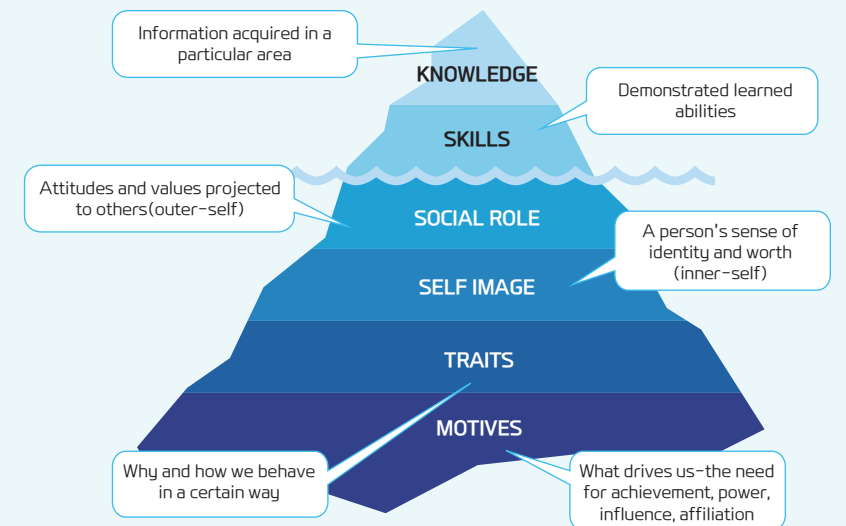 Information acquired in a
particular area
KNOWLEDGE
Demonstrated learned
abilities
SKILLS
Attitudes and values projected
to others(outer-self)
SOCIAL ROLE
A person's sense of
identity and worth
(inner-self)
SELF IMAGE
TRAITS
MOTIVES
Why and how we behave
in a certain way
What drives us-the need
for achievement, power,
influence, affiliation